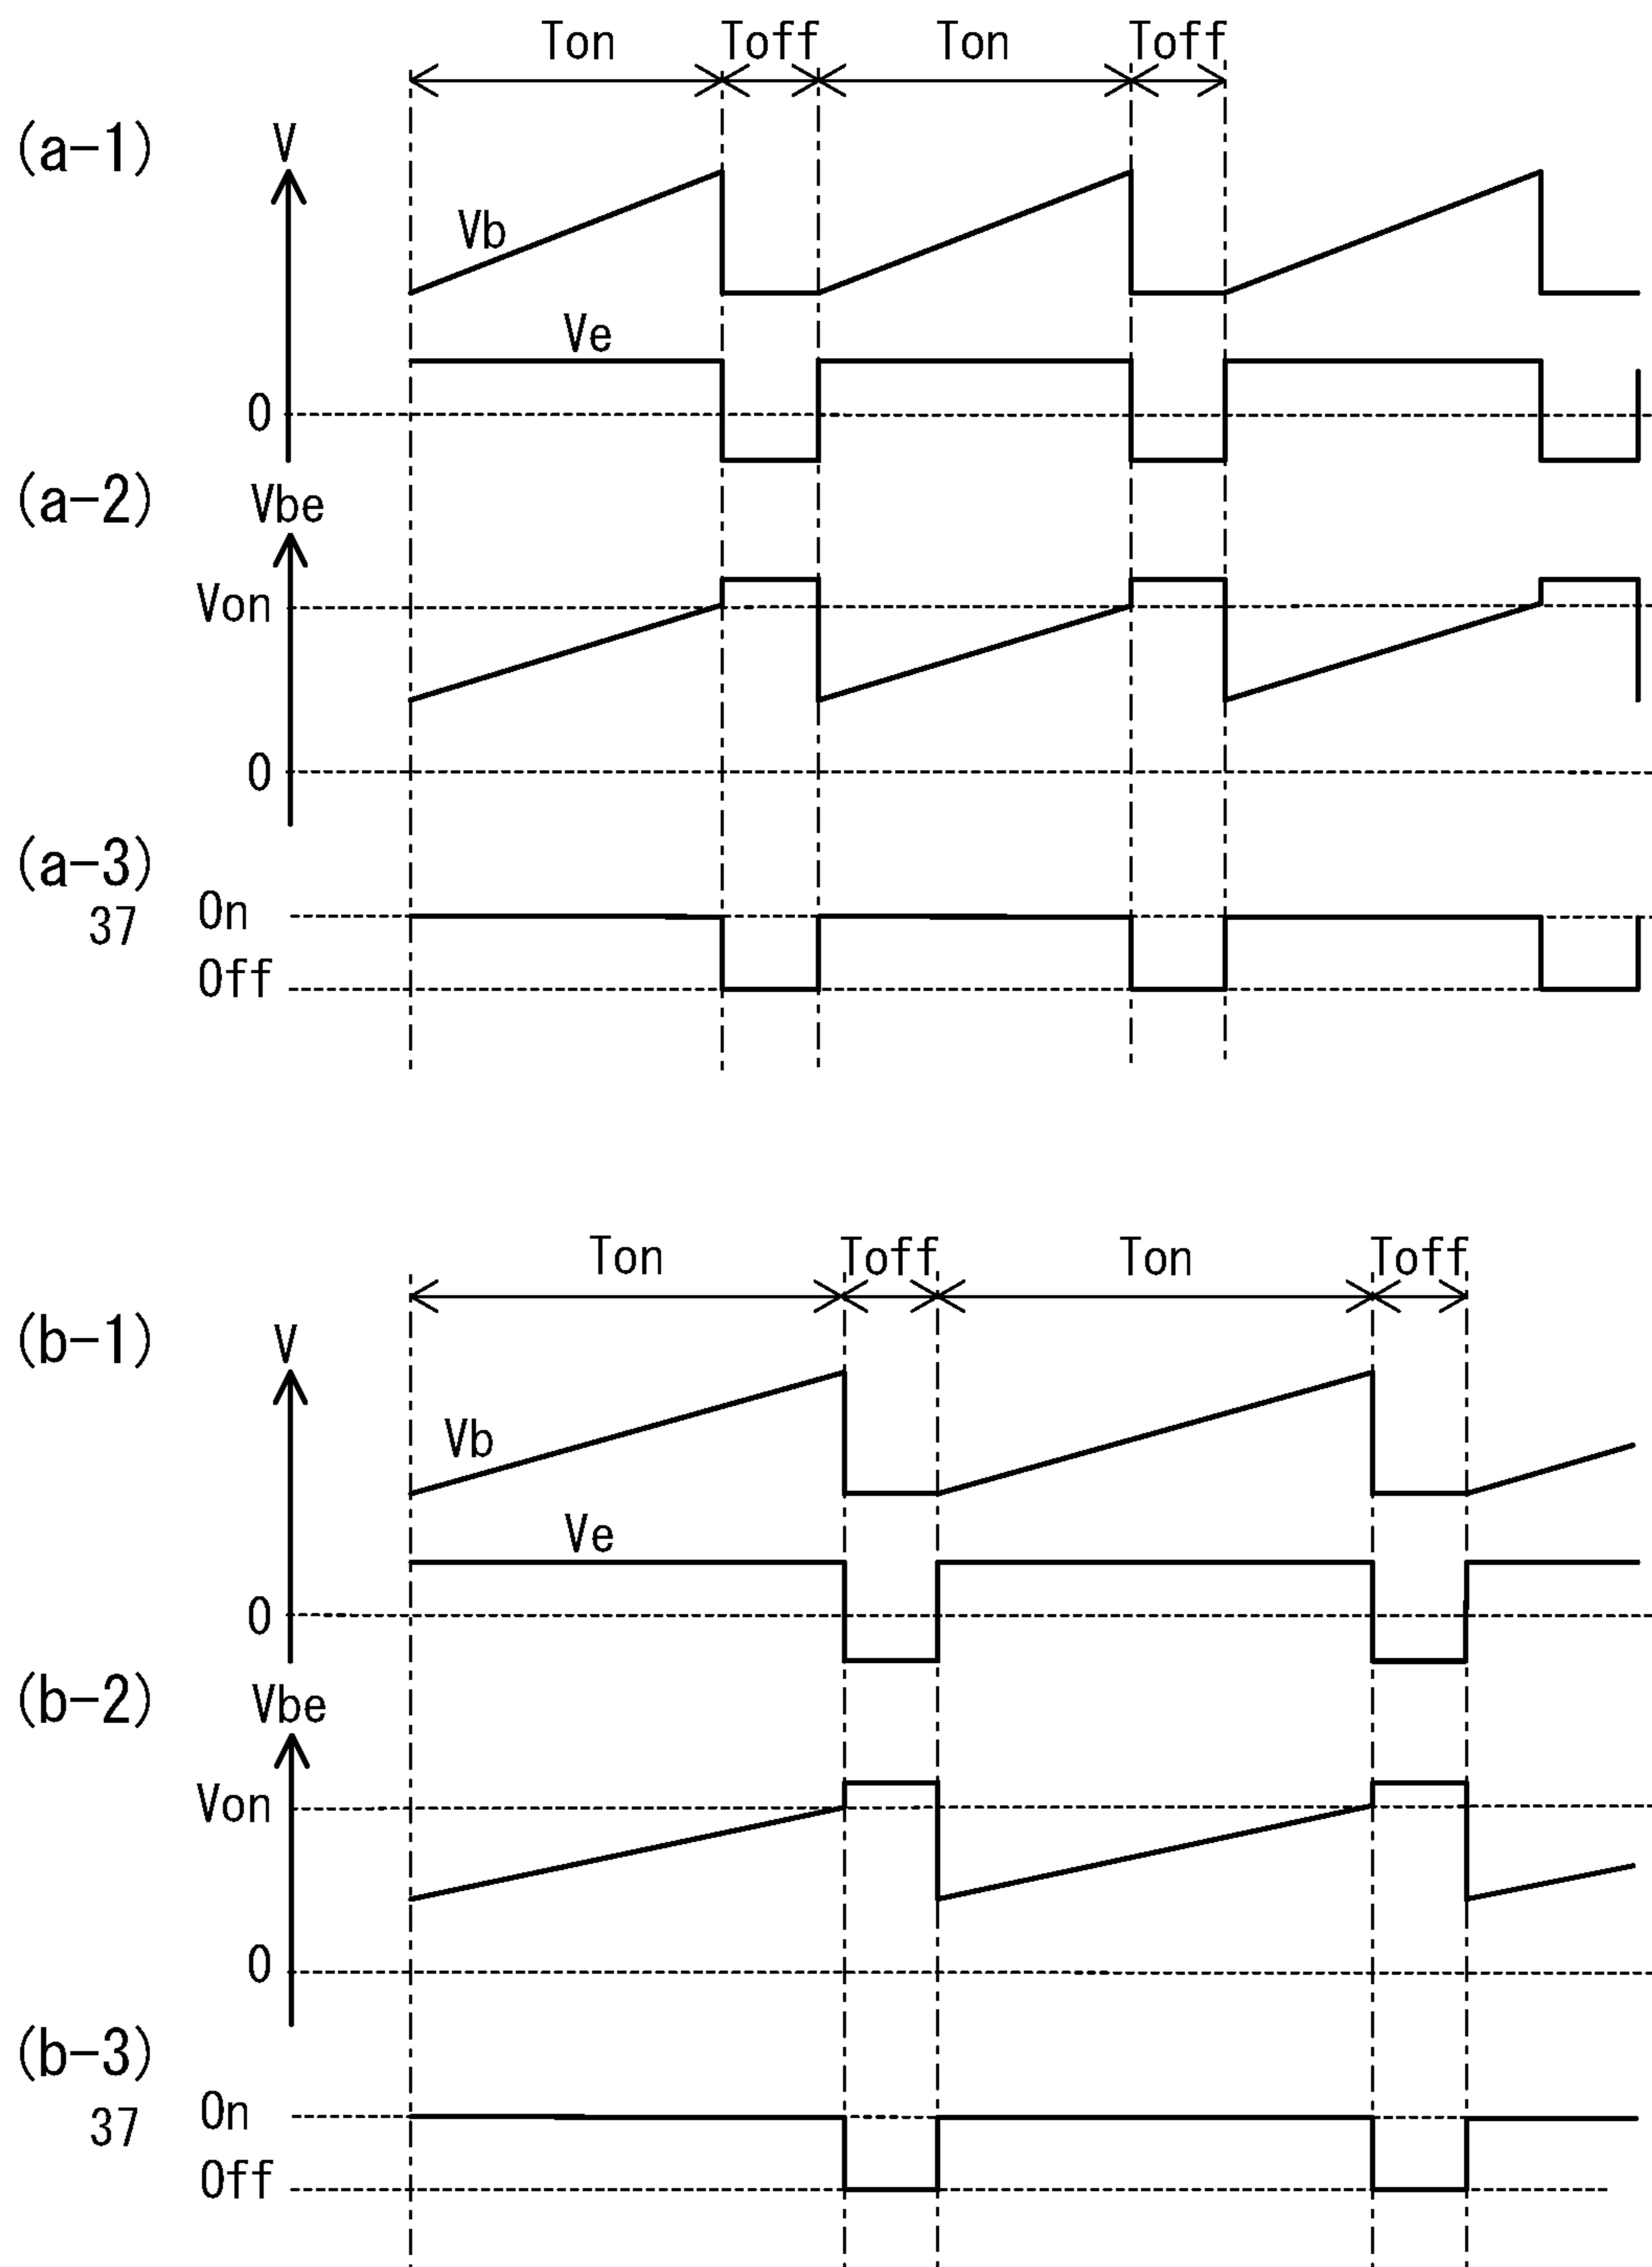 Ton Toff Ton Toff
(a-1)
V
Vb
Ve
0
(a-2)
Vbe
Von
0
(a-3)
37
On
Off
Ton Toff Ton Toff
(b-1)
V
Vb
Ve
0
(b-2)
Vbe
Von
0
(b-3)
37
On
Off